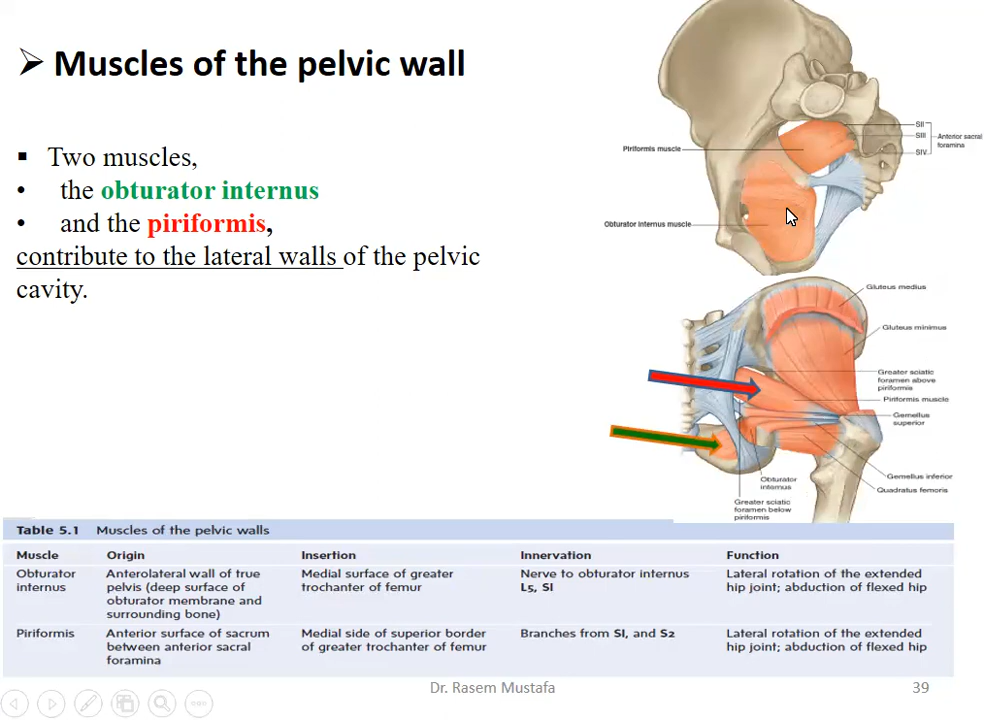 Muscles of the pelvic wall
Two muscles,
the obturator internus
and the piriformis,
contribute to the lateral walls of the pelvic
cavity.
SII
SIII
SIV
Anterior sacral
foramina
Piriformis muscle
Obturator internus muscle
Gluteus medius
Gluteus minimus
Greater sciatic
foramen above
piriformis
Piriformis muscle
Gemellus
superior
Gemellus inferior
Quadratus femoris
Obturator
internus
Greater sciatic
foramen below
piriformis
Table 5.1 Muscles of the pelvic walls
Muscle Origin Insertion Innervation Function
Obturator Anterolateral wall of true Medial surface of greater Nerve to obturator internus Lateral rotation of the extended
internus pelvis (deep surface of trochanter of femur L5, SI hip joint; abduction of flexed hip
obturator membrane and
surrounding bone)
Piriformis Anterior surface of sacrum Medial side of superior border Branches from SI, and S2 Lateral rotation of the extended
between anterior sacral of greater trochanter of femur hip joint; abduction of flexed hip
foramina
Dr. Rasem Mustafa
39